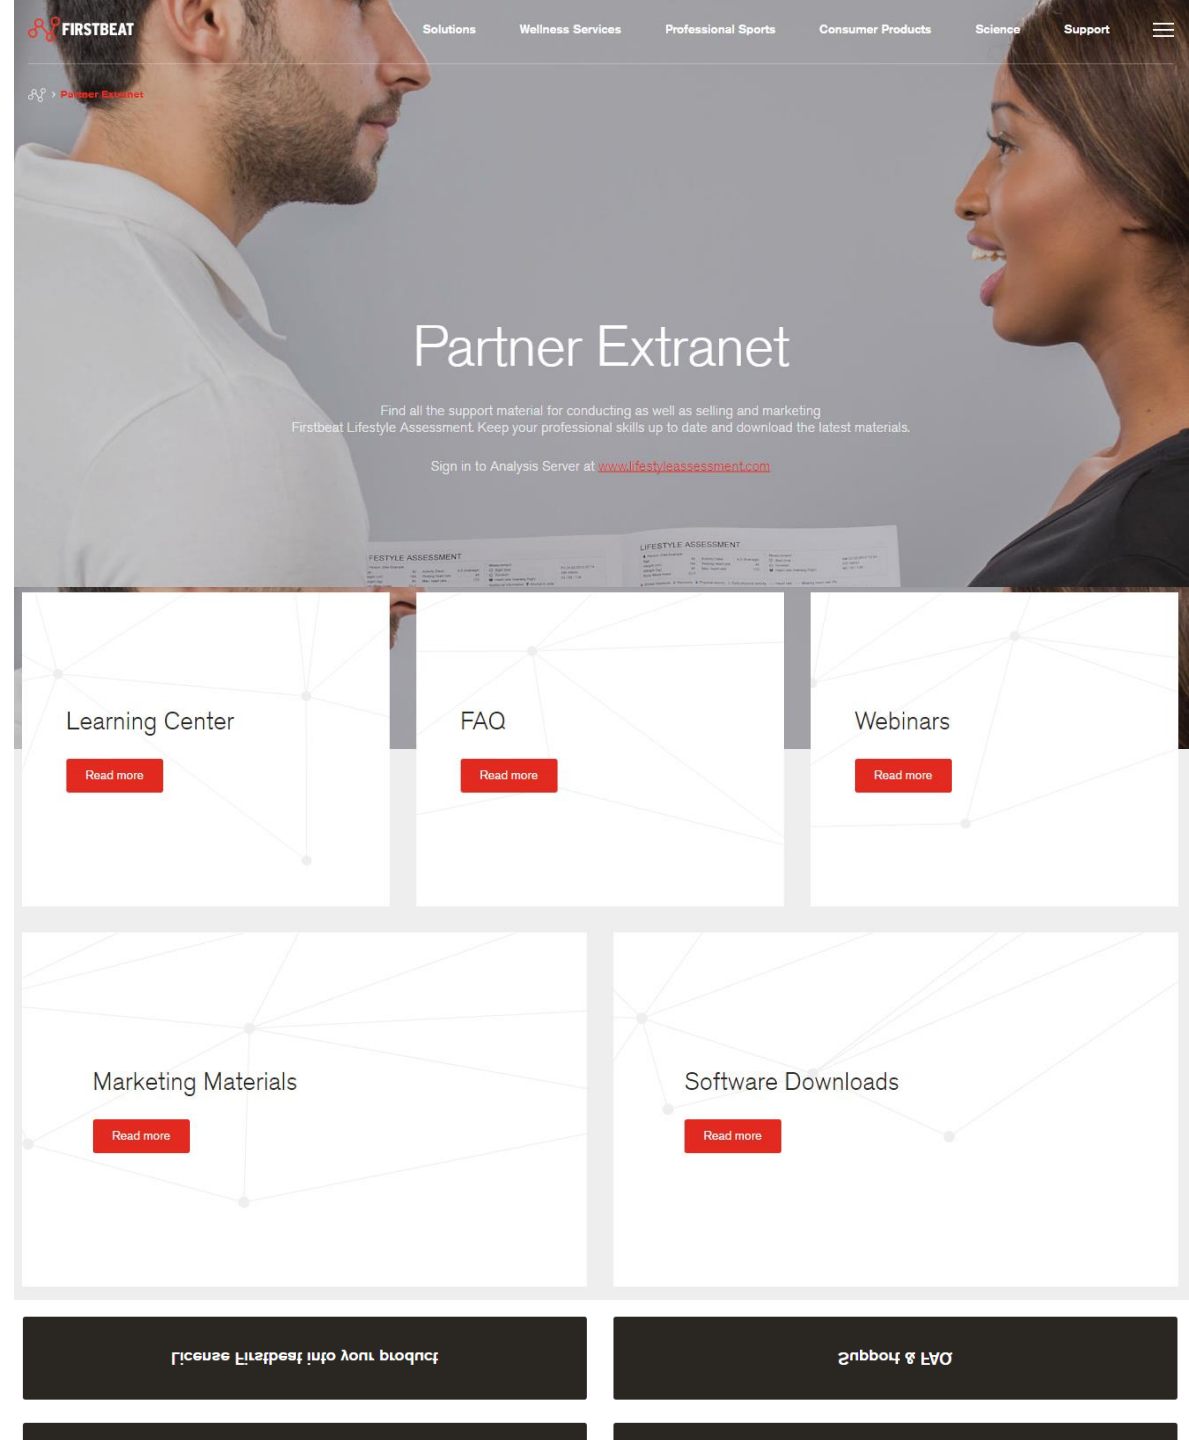 FIRSTBEAT
Solutions
Wellness Services
Professional Sports
Consumer Products
Science
Support
› Partner Extranet
Partner Extranet
Find all the support material for conducting as well as selling and marketing
Firstbeat Lifestyle Assessment. Keep your professional skills up to date and download the latest materials.
Sign in to Analysis Server at www.lifestyleassessment.com
FESTYLE ASSESSMENT
LIFESTYLE ASSESSMENT
Learning Center
Read more
FAQ
Read more
Webinars
Read more
Marketing Materials
Read more
Software Downloads
Read more
License Firstbeat into your product
Support & FAQ